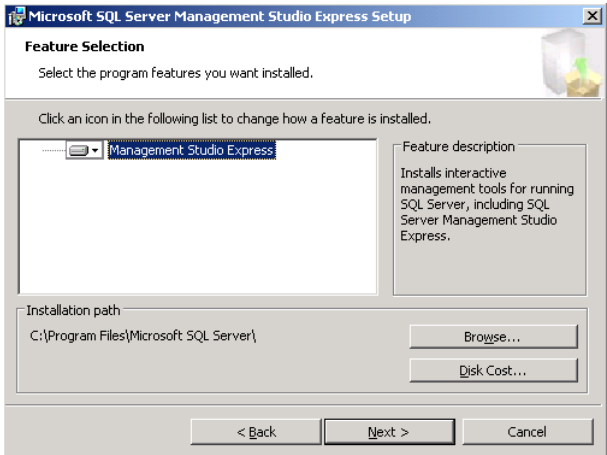 Microsoft SQL Server Management Studio Express Setup
Feature Selection
Select the program features you want installed.
Click an icon in the following list to change how a feature is installed.
Management Studio Express
Feature description
Installs interactive
management tools for running
SQL Server, including SQL
Server Management Studio
Express.
Installation path
C:\Program Files\Microsoft SQL Server\
Browse...
Disk Cost...
< Back
Next >
Cancel